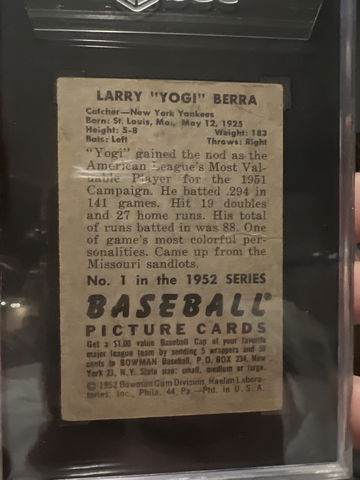 LARRY "YOGI" BERRA
Catcher—New York Yankees
Born: St. Louis, Mo., May 12, 1925
Height: 5-8 Weight: 183
Bats: Left Throws: Right
"Yogi" gained the nod as the
American League's Most Val-
uable Player for the 1951
Campaign. He batted .294 in
141 games. Hit 19 doubles
and 27 home runs. His total
of runs batted in was 88. One
of game's most colorful per-
sonalities. Came up from the
Missouri sandlots.
No. 1 in the 1952 SERIES
BASEBALL
PICTURE CARDS
Get a $1.00 value Baseball Cap of your favorite
major league team by sending 5 wrappers and 50
cents to BOWMAN Baseball, P.O. BOX 234, New
York 23, N.Y. State size: small, medium or large.
© 1952 Bowman Gum Division, Haelan Labora-
tories, Inc., Phila. 44, Pa.—Ptd. in U.S.A.